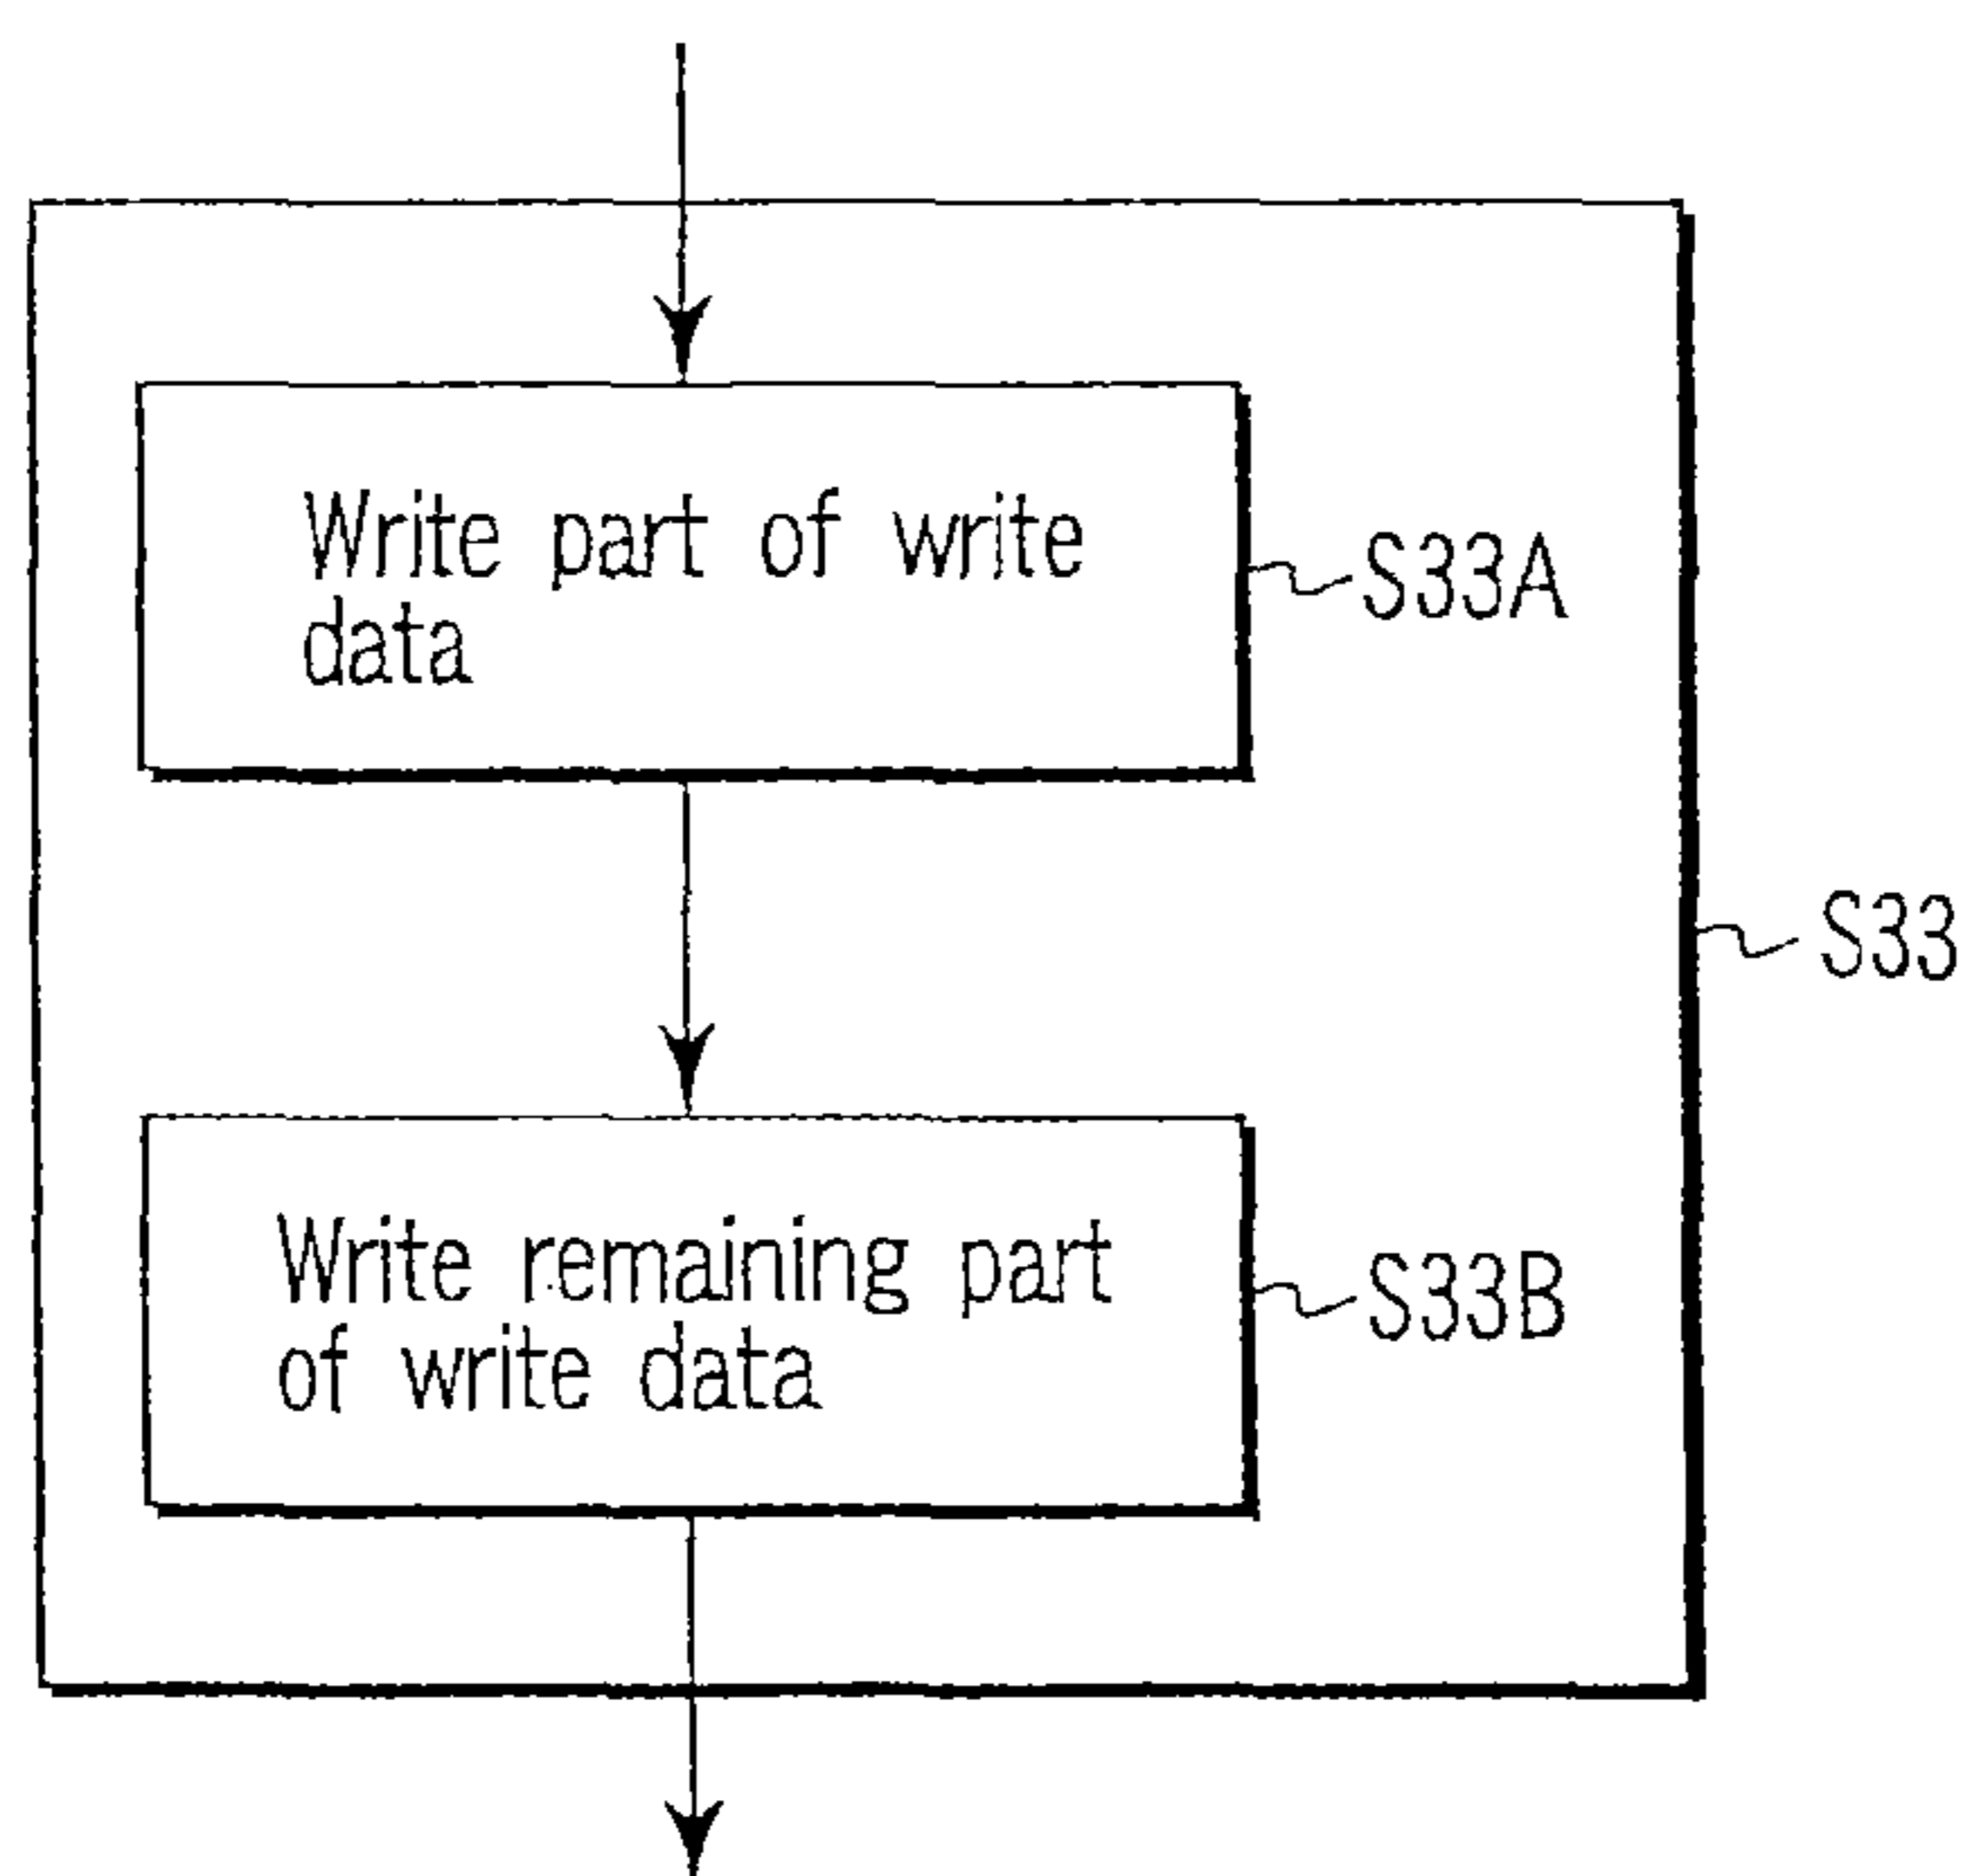 Write part of write
data
S33A
S33
Write remaining part
of write data
S33B